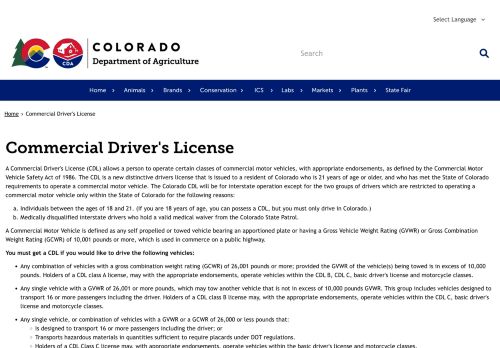 Select Language
COLORADO
Department of Agriculture
CDA
Search
Home Animals Brands Conservation ICS Labs Markets Plants State Fair
Home > Commercial Driver's License
Commercial Driver's License
A Commercial Driver's License (CDL) allows a person to operate certain classes of commercial motor vehicles, with appropriate endorsements, as defined by the Commercial Motor
Vehicle Safety Act of 1986. The CDL is a new distinctive drivers license that is issued to a resident of Colorado who is 21 years of age or older, and who has met the State of Colorado
requirements to operate a commercial motor vehicle. The Colorado CDL will be for interstate operation except for the two groups of drivers which are restricted to operating a
commercial motor vehicle only within the State of Colorado for the following reasons:
a. Individuals between the ages of 18 and 21. (If you are 18 years of age, you can possess a CDL, but you must only drive in Colorado.)
b. Medically disqualified interstate drivers who hold a valid medical waiver from the Colorado State Patrol.
A Commercial Motor Vehicle is defined as any self propelled or towed vehicle bearing an apportioned plate or having a Gross Vehicle Weight Rating (GVWR) or Gross Combination
Weight Rating (GCWR) of 10,001 pounds or more, which is used in commerce on a public highway.
You must get a CDL if you would like to drive the following vehicles:
• Any combination of vehicles with a gross combination weight rating (GCWR) of 26,001 pounds or more; provided the GVWR of the vehicle(s) being towed is in excess of 10,000
pounds. Holders of a CDL class A license, may with the appropriate endorsements, operate vehicles within the CDL B, CDL C, basic driver's license and motorcycle classes.
• Any single vehicle with a GVWR of 26,001 or more pounds, which may tow another vehicle that is not in excess of 10,000 pounds GVWR. This group includes vehicles designed to
transport 16 or more passengers including the driver. Holders of a CDL class B license may, with the appropriate endorsements, operate vehicles within the CDL C, basic driver's
license and motorcycle classes.
• Any single vehicle, or combination of vehicles with a GVWR or a GCWR of 26,000 or less pounds that:
○ Is designed to transport 16 or more passengers including the driver; or
○ Transports hazardous materials in quantities sufficient to require placards under DOT regulations.
○ Holders of a CDL Class C license may, with appropriate endorsements, operate vehicles within the basic driver's license and motorcycle classes.